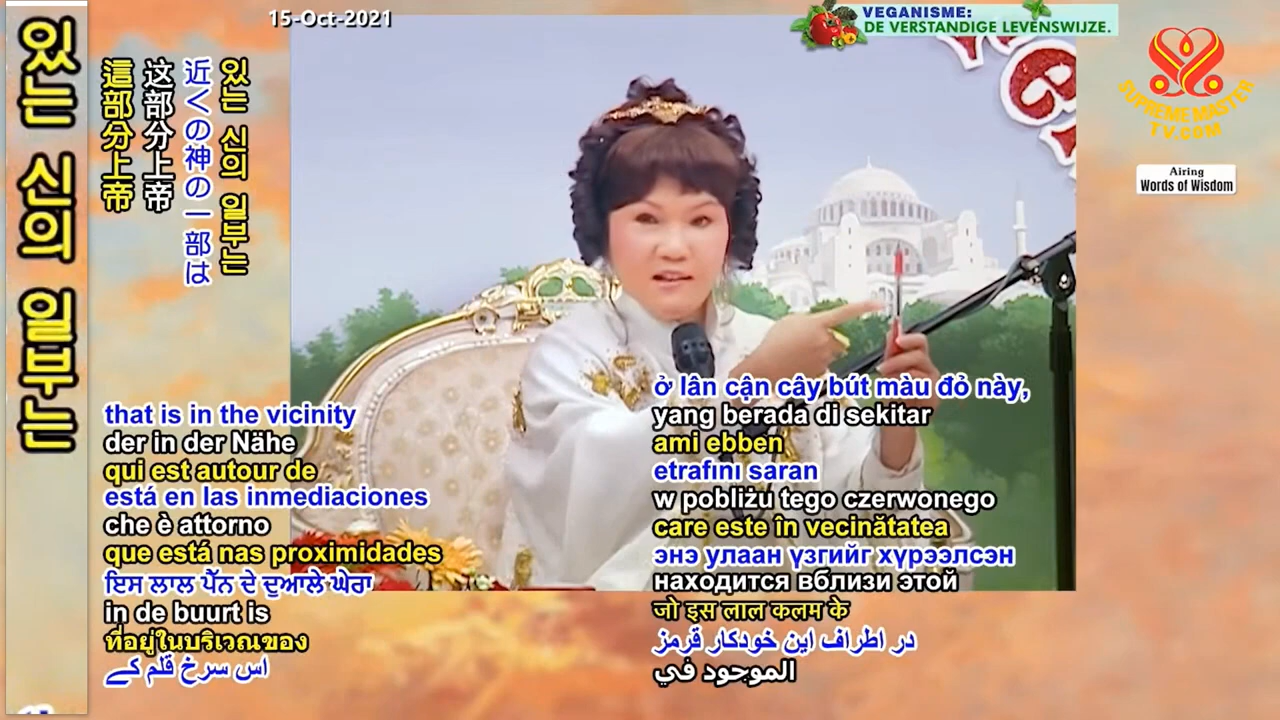 15-Oct-2021
VEGANISME:
DE VERSTANDIGE LEVENSWIJZE.
SUPREME MASTER
TV.COM
Airing
Words of Wisdom
있는 신의 일부는
這部分上帝
这部分上帝
近くの神の一部は
있는 신의 일부는
that is in the vicinity
der in der Nähe
qui est autour de
está en las inmediaciones
che è attorno
que está nas proximidades
ਇਸ ਲਾਲ ਪੈੱਨ ਦੇ ਦੁਆਲੇ ਘੇਰਾ
in de buurt is
ที่อยู่ในบริเวณของ
اس سرخ قلم کے
ở lân cận cây bút màu đỏ này,
yang berada di sekitar
ami ebben
etrafını saran
w pobliżu tego czerwonego
care este în vecinătatea
энэ улаан үзгийг хүрээлсэн
находится вблизи этой
जो इस लाल कलम के
در اطراف این خودکار قرمز
الموجود في